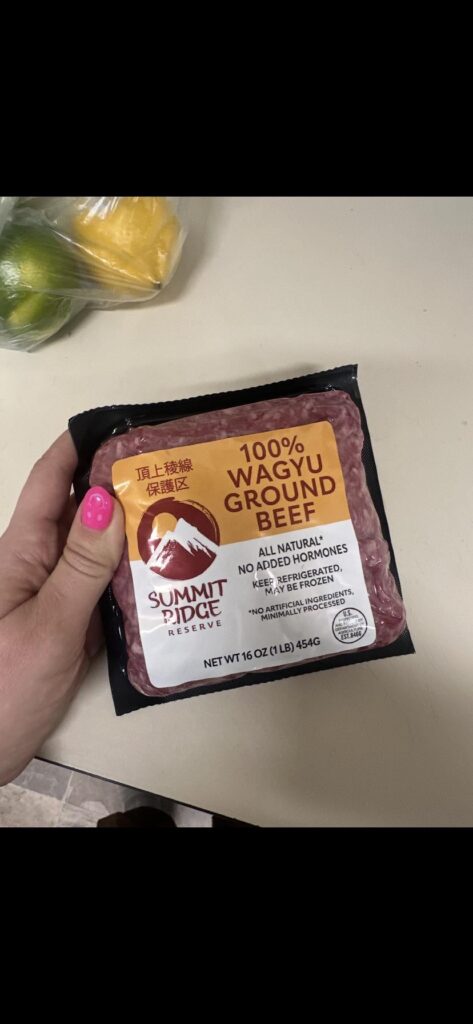 頂上稜線
保護区
SUMMIT
RIDGE
RESERVE
100%
WAGYU
GROUND
BEEF
ALL NATURAL*
NO ADDED HORMONES
KEEP REFRIGERATED,
MAY BE FROZEN
*NO ARTIFICIAL INGREDIENTS,
MINIMALLY PROCESSED
NET WT 16 OZ (1 LB) 454G
U.S.